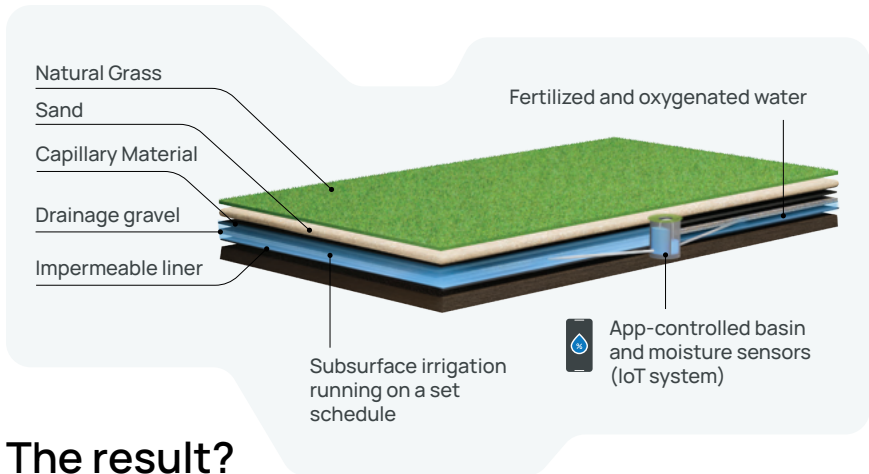 Natural Grass
Sand
Capillary Material
Drainage gravel
Impermeable liner
Fertilized and oxygenated water
Subsurface irrigation
running on a set
schedule
%
App-controlled basin
and moisture sensors
(IoT system)
The result?